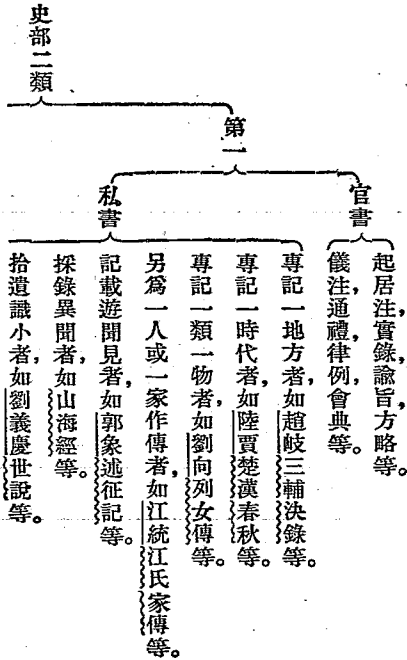 史部二類
第一
官書
起居注，實錄，諭旨，方略等。
儀注，通禮，律例，會典等。
私書
專記一地方者，如趙岐三輔決錄等。
專記一時代者，如陸賈楚漢春秋等。
專記一類一物者，如劉向列女傳等。
另爲一人或一家作傳者，如江統江氏家傳等。
記載遊聞見者，如郭象述征記等。
採錄異聞者，如山海經等。
拾遺識小者，如劉義慶世說等。